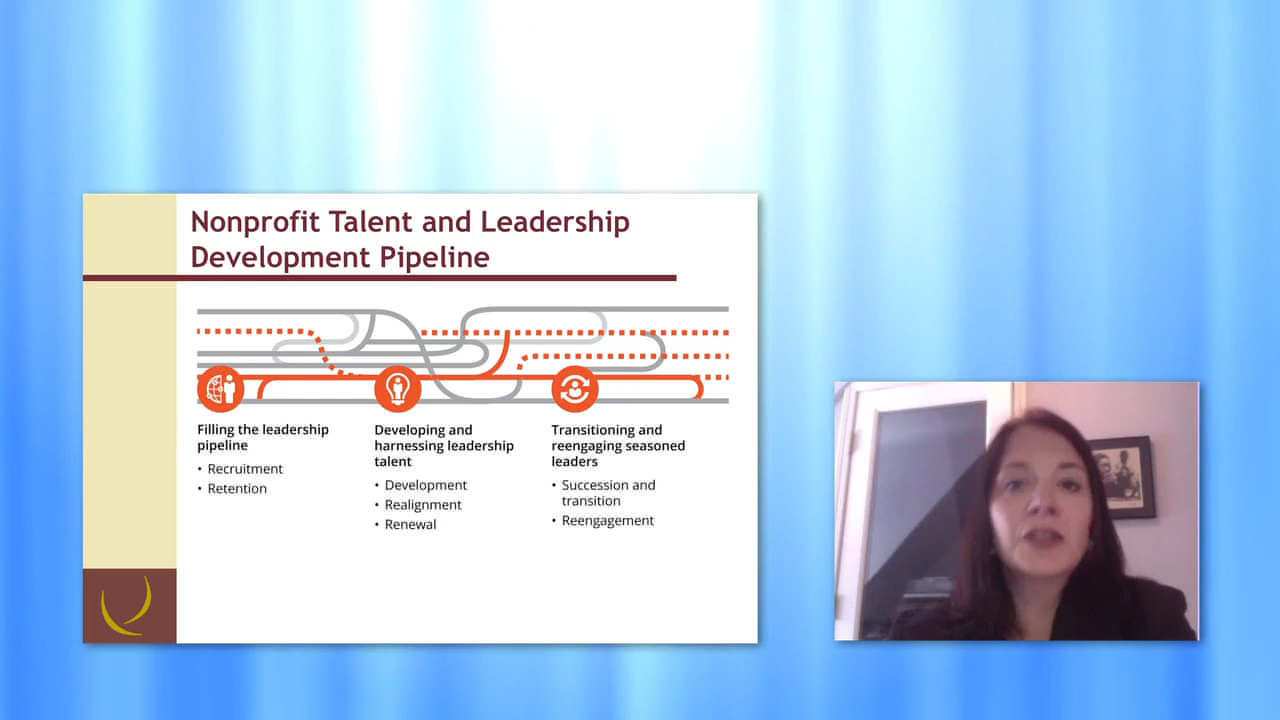 Nonprofit Talent and Leadership
Development Pipeline
Filling the leadership
pipeline
• Recruitment
• Retention
Developing and
harnessing leadership
talent
• Development
• Realignment
• Renewal
Transitioning and
reengaging seasoned
leaders
• Succession and
transition
• Reengagement